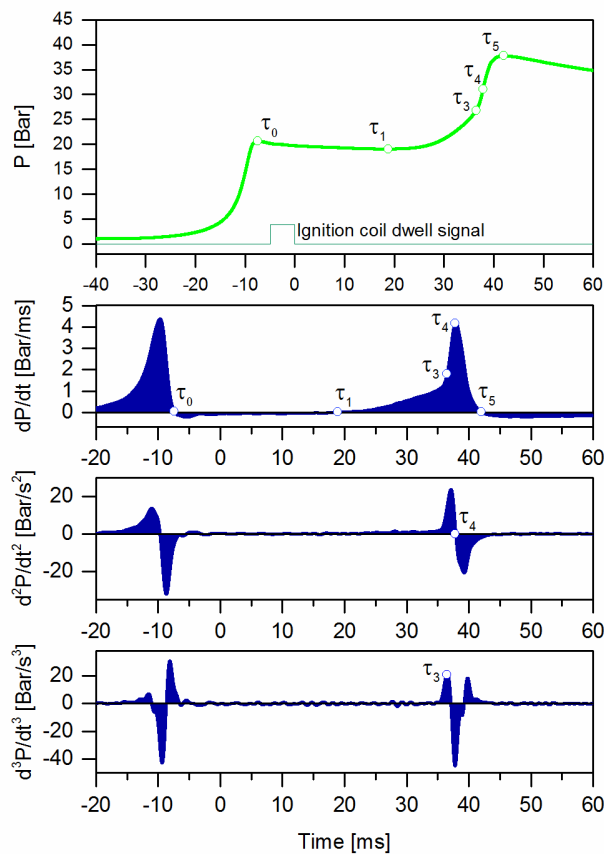 45
40
35
30
25
20
15
10
5
0
P [Bar]
τ0
τ1
τ3
τ4
τ5
Ignition coil dwell signal
-40 -30 -20 -10 0 10 20 30 40 50 60
5
4
3
2
1
0
dP/dt [Bar/ms]
τ0
τ1
τ3
τ4
τ5
-20 -10 0 10 20 30 40 50 60
20
0
-20
d²P/dt² [Bar/s²]
τ4
-20 -10 0 10 20 30 40 50 60
20
0
-20
-40
d³P/dt³ [Bar/s³]
τ3
-20 -10 0 10 20 30 40 50 60
Time [ms]